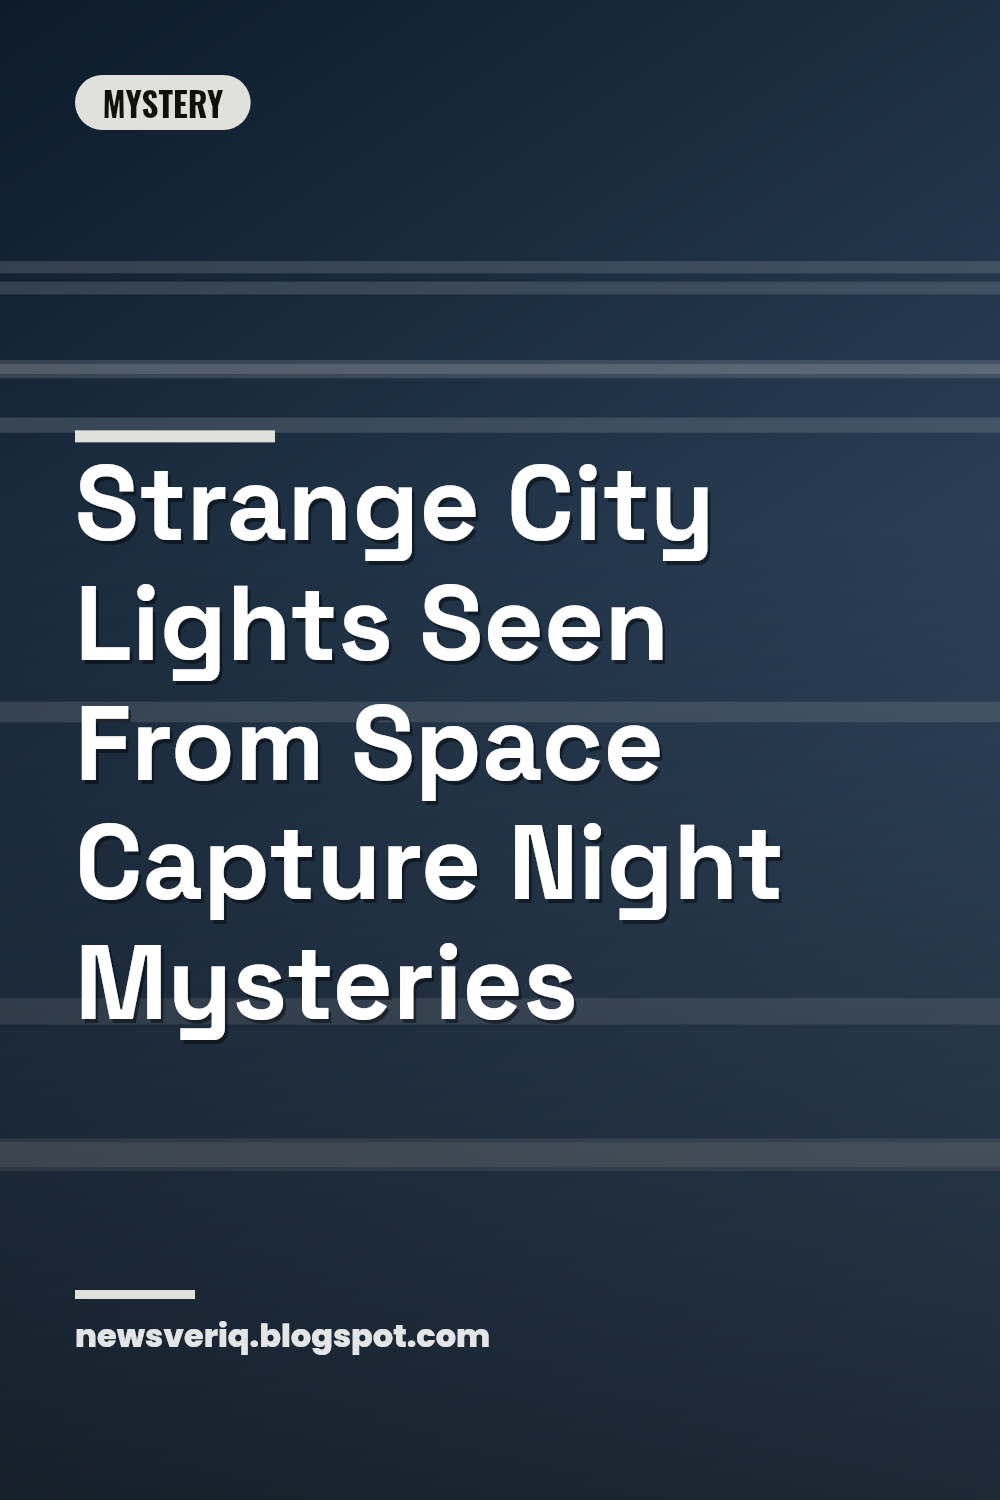 MYSTERY
Strange City
Lights Seen
From Space
Capture Night
Mysteries
newsveriq.blogspot.com